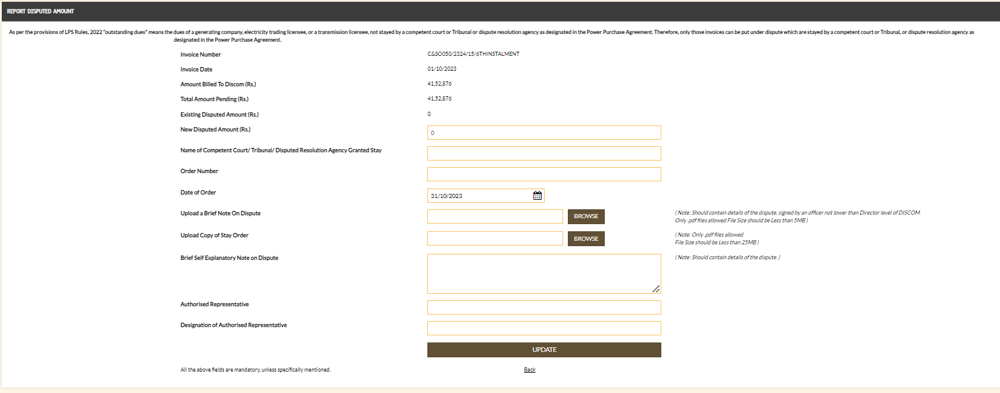 REPORT DISPUTED AMOUNT
As per the provisions of LPS Rules, 2022 "outstanding dues" means the dues of a generating company, electricity trading licensee, or a transmission licensee, not stayed by a competent court or Tribunal or dispute resolution agency as designated in the Power Purchase Agreement. Therefore, only those invoices can be put under dispute which are stayed by a competent court or Tribunal, or dispute resolution agency as
designated in the Power Purchase Agreement.
Invoice Number C&SO050/2324/15/6THINSTALMENT
Invoice Date 01/10/2023
Amount Billed To Discom (Rs.) 41,52,876
Total Amount Pending (Rs.) 41,52,876
Existing Disputed Amount (Rs.) 0
New Disputed Amount (Rs.) 0
Name of Competent Court/ Tribunal/ Disputed Resolution Agency Granted Stay
Order Number
Date of Order 31/10/2023
Upload a Brief Note On Dispute BROWSE ( Note: Should contain details of the dispute, signed by an officer not lower than Director level of DISCOM.
Only .pdf files allowed File Size should be Less than 5MB )
Upload Copy of Stay Order BROWSE ( Note: Only .pdf files allowed
File Size should be Less than 25MB )
Brief Self Explanatory Note on Dispute ( Note: Should contain details of the dispute. )
Authorised Representative
Designation of Authorised Representative
UPDATE
All the above fields are mandatory, unless specifically mentioned. Back